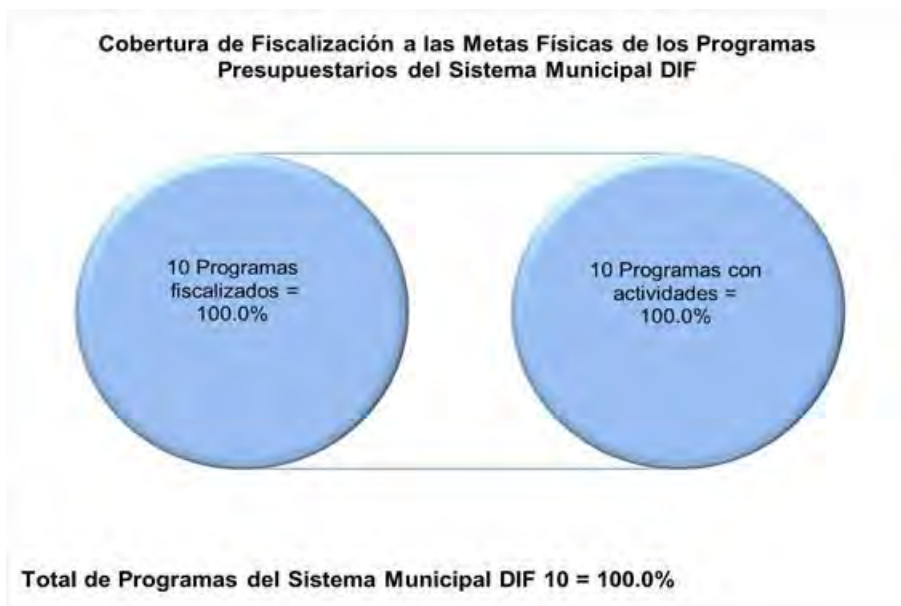 Cobertura de Fiscalización a las Metas Físicas de los Programas
Presupuestarios del Sistema Municipal DIF
10 Programas
fiscalizados =
100.0%
10 Programas con
actividades =
100.0%
Total de Programas del Sistema Municipal DIF 10 = 100.0%